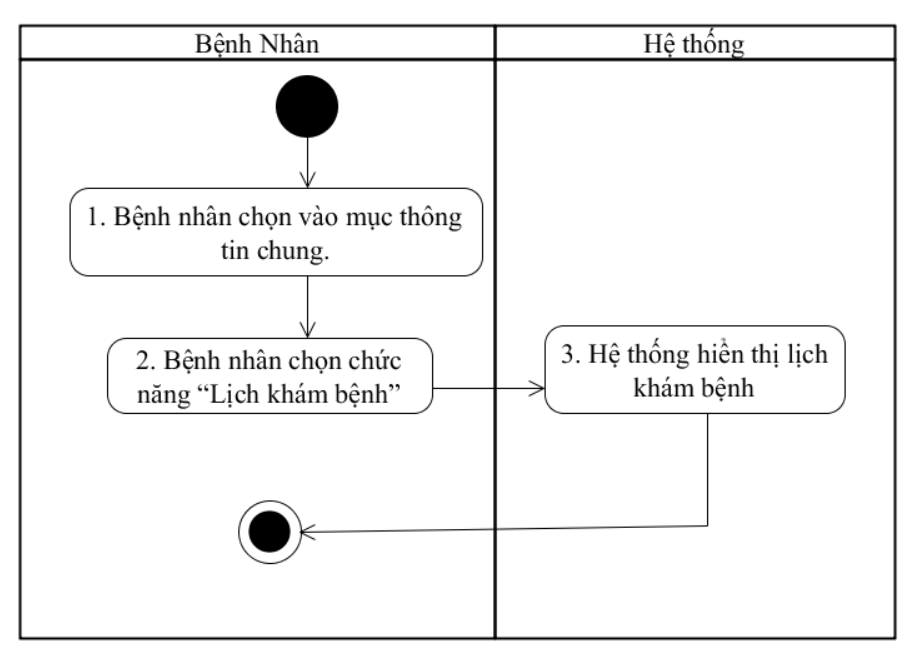 Bệnh Nhân
Hệ thống
1. Bệnh nhân chọn vào mục thông
tin chung.
2. Bệnh nhân chọn chức
năng “Lịch khám bệnh”
3. Hệ thống hiển thị lịch
khám bệnh